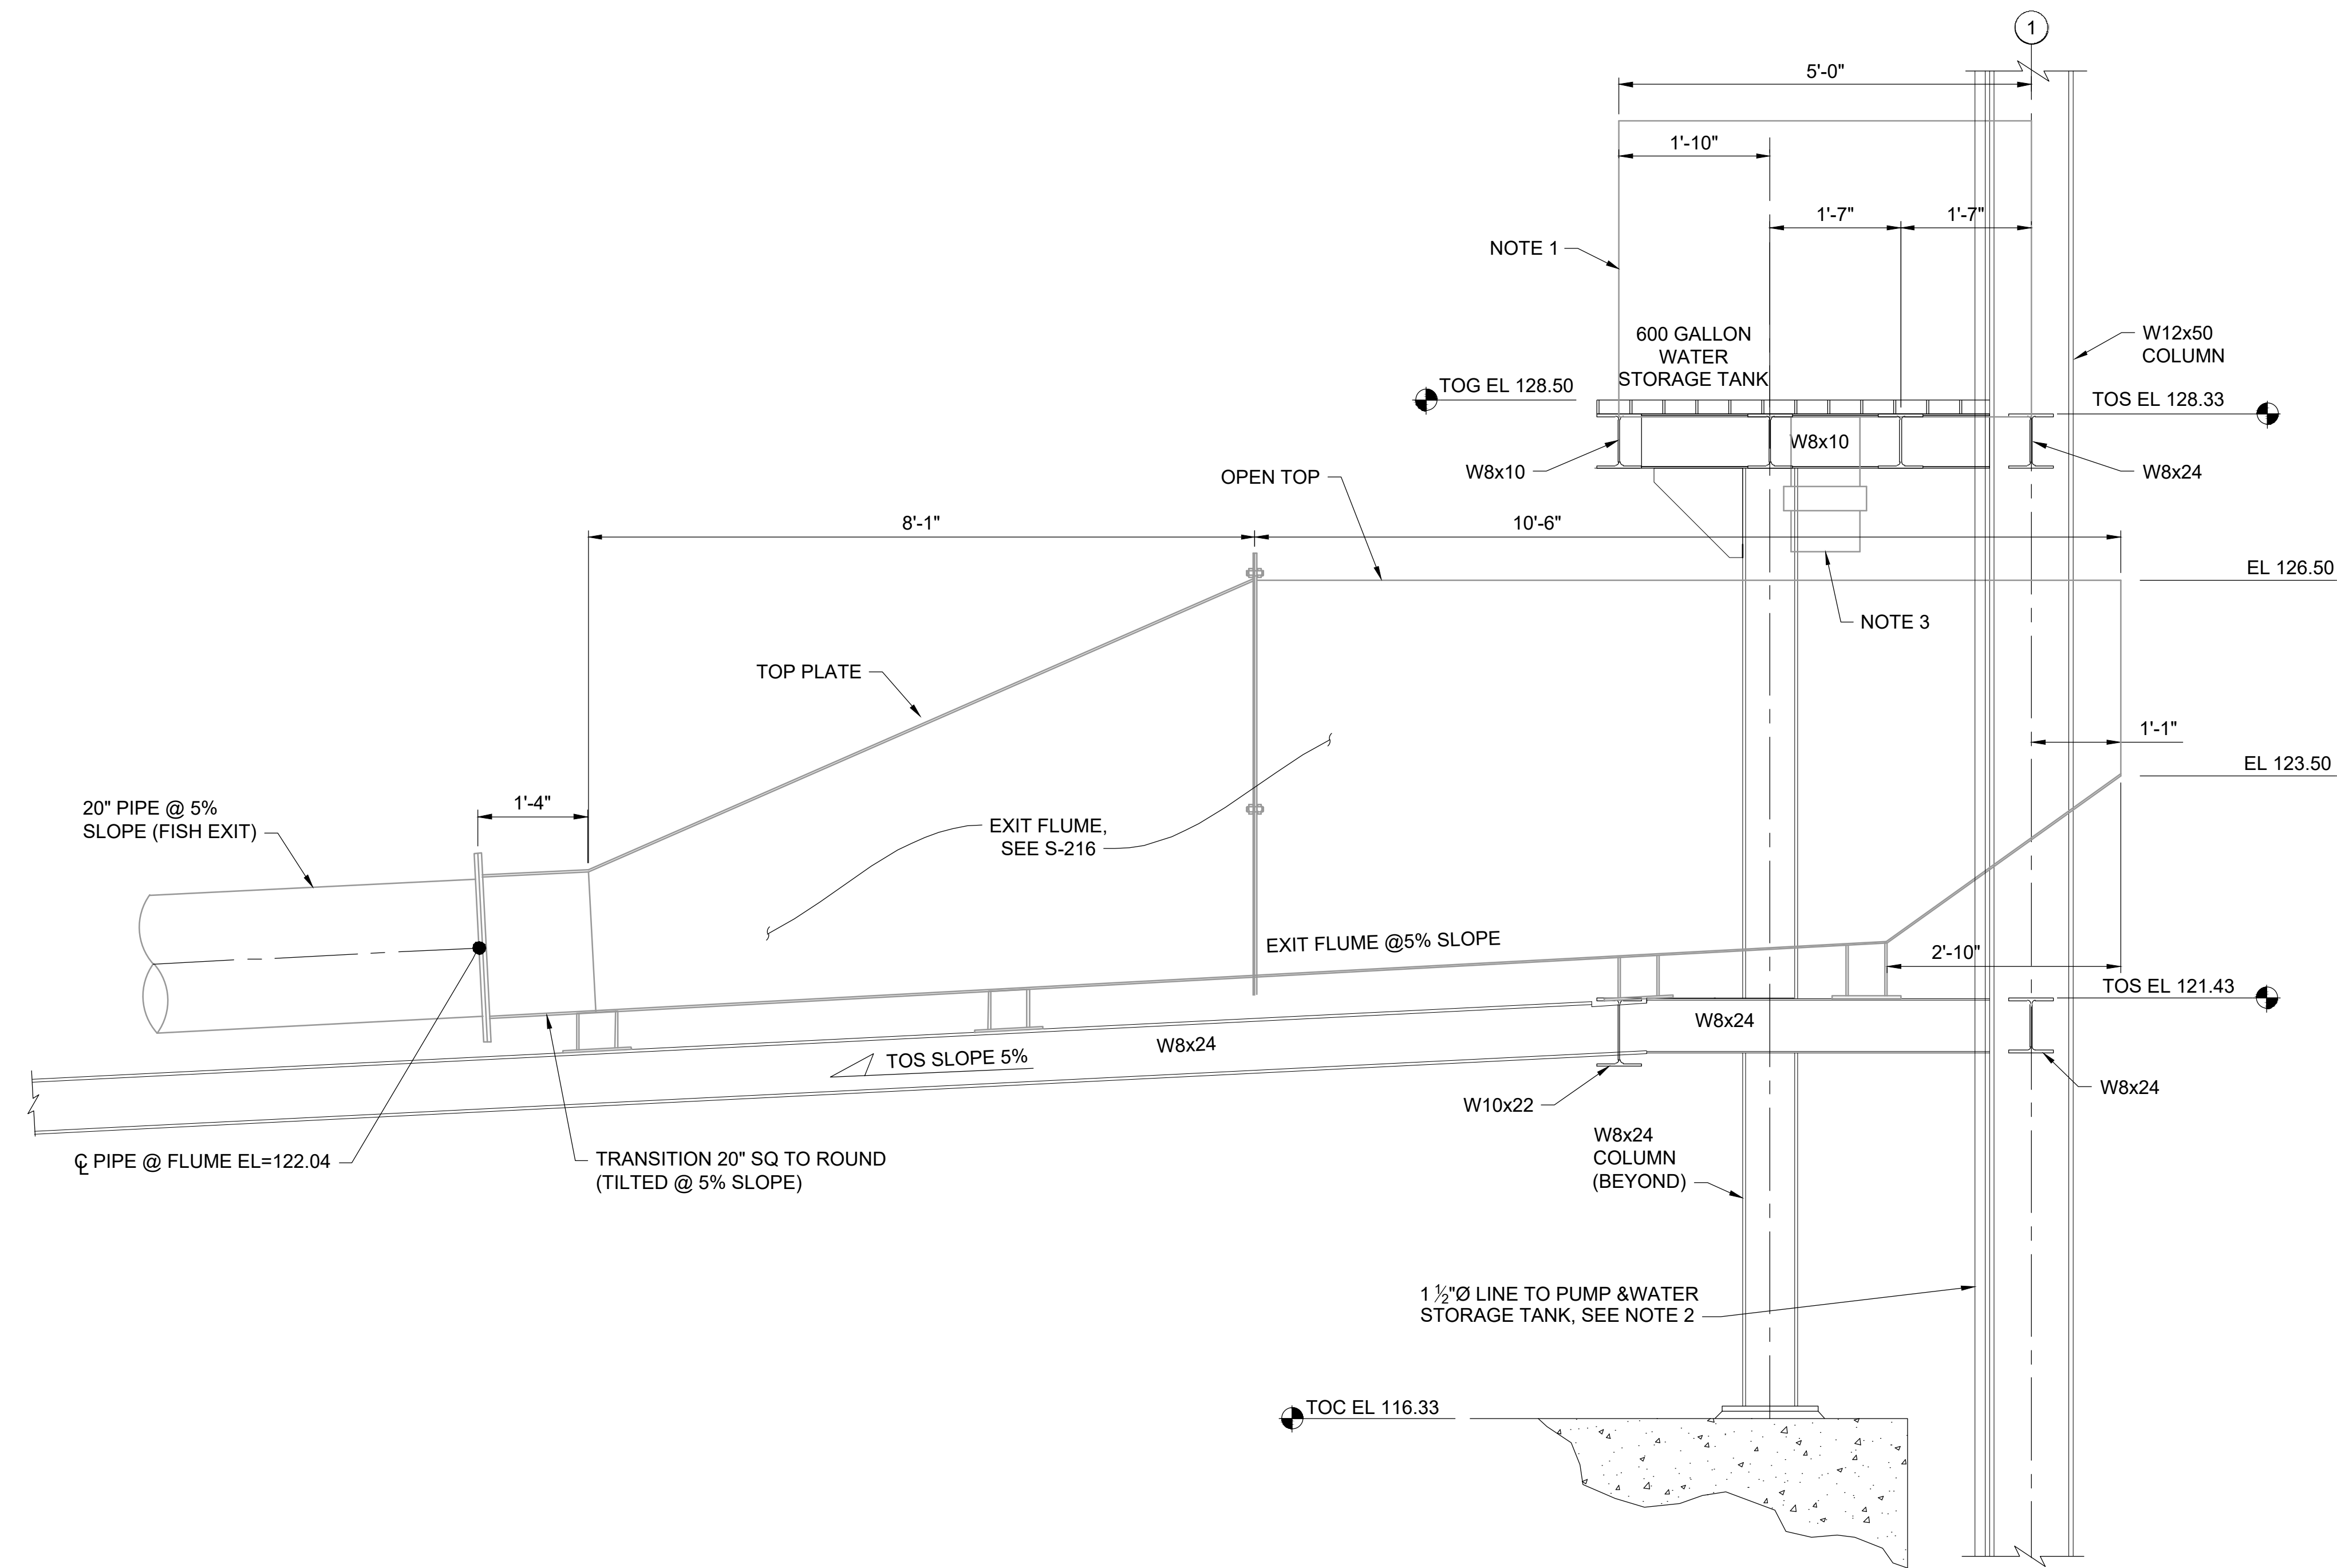 1
5'-0"
1'-10"
1'-7"
1'-7"
NOTE 1
600 GALLON
WATER
STORAGE TANK
W12x50
COLUMN
TOG EL 128.50
TOS EL 128.33
W8x10
W8x10
W8x24
OPEN TOP
8'-1"
10'-6"
EL 126.50
NOTE 3
TOP PLATE
1'-1"
EL 123.50
20" PIPE @ 5%
SLOPE (FISH EXIT)
1'-4"
EXIT FLUME,
SEE S-216
EXIT FLUME @5% SLOPE
2'-10"
TOS EL 121.43
W8x24
W8x24
TOS SLOPE 5%
W8x24
W10x22
W8x24
COLUMN
(BEYOND)
℄ PIPE @ FLUME EL=122.04
TRANSITION 20" SQ TO ROUND
(TILTED @ 5% SLOPE)
1 ½"Ø LINE TO PUMP &WATER
STORAGE TANK, SEE NOTE 2
TOC EL 116.33